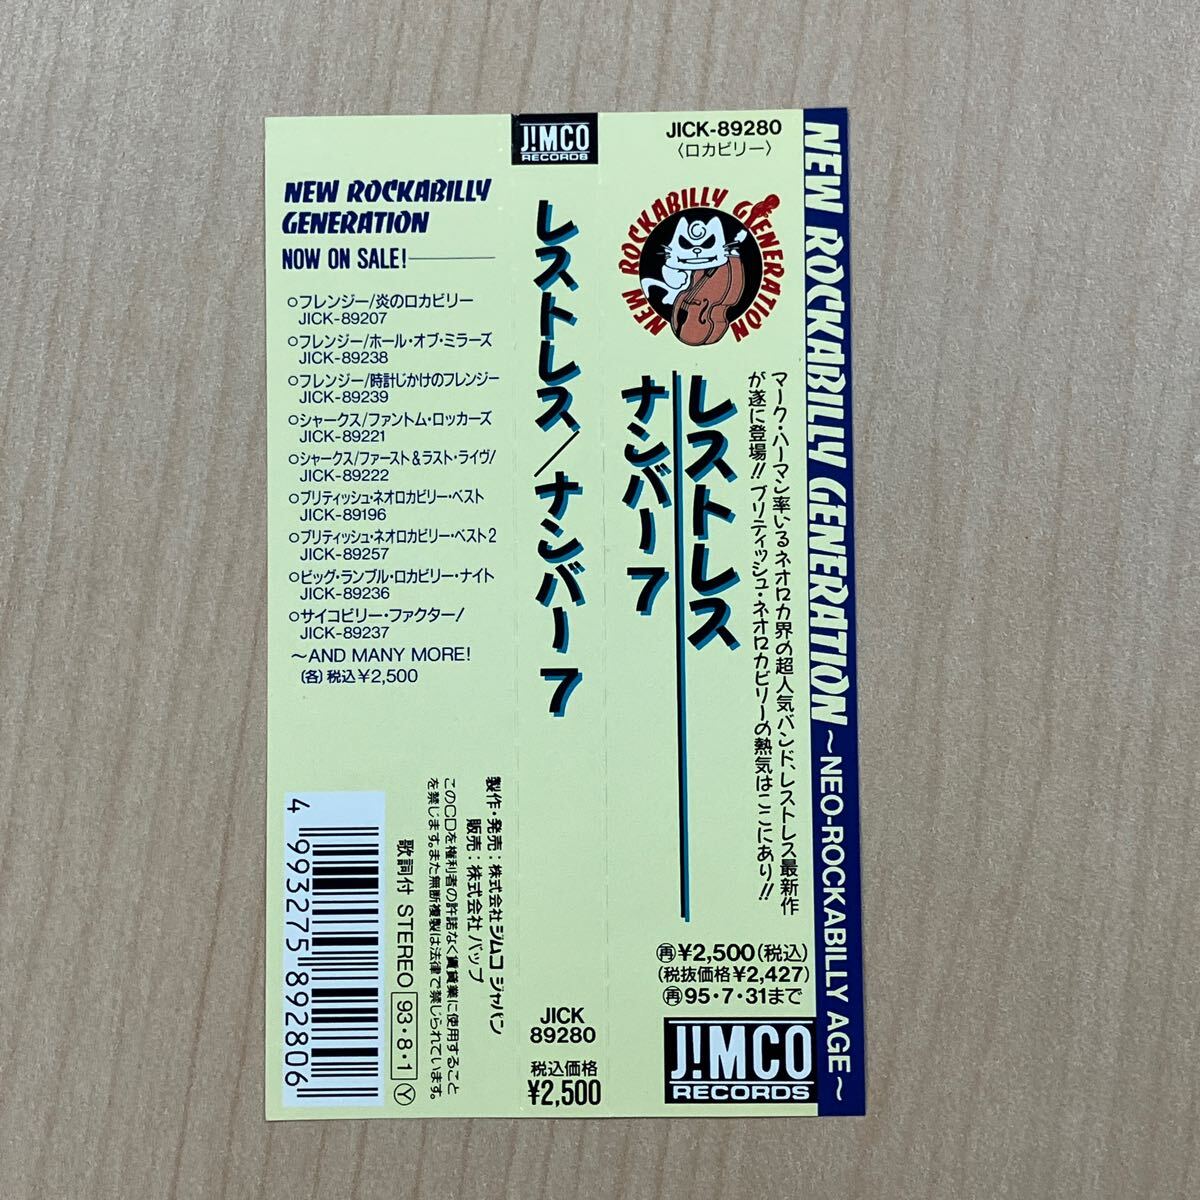 NEW ROCKABILLY
GENERATION
NOW ON SALE!
○フレンジー/炎のロカビリー
JICK-89207
○フレンジー/ホール・オブ・ミラーズ
JICK-89238
○フレンジー/時計じかけのフレンジー
JICK-89239
○シャークス/ファントム・ロッカーズ
JICK-89221
○シャークス/ファースト&ラスト・ライヴ!
JICK-89222
○ブリティッシュ・ネオロカビリー・ベスト
JICK-89196
○ブリティッシュ・ネオロカビリー・ベスト2
JICK-89257
○ビッグ・ランブル・ロカビリー・ナイト
JICK-89236
○サイコビリー・ファクター!
JICK-89237
~AND MANY MORE!
(各)税込¥2,500
製作・発売:株式会社ジムコ ジャパン
販売:株式会社バップ
このCDを権利者の許諾なく賃貸業に使用すること
を禁じます。また無断複製は法律で禁じられています。
歌詞付 STEREO 93・8・1 Y
4 993275 892806
J!MCO
RECORDS
レストレス/ナンバー7
JICK
89280
税込価格
¥2,500
JICK-89280
〈ロカビリー〉
NEW ROCKABILLY GENERATION
レストレス
ナンバー7
マーク・ハーマン率いるネオロカ界の超人気バンド、レストレス最新作
が遂に登場!! ブリティッシュ・ネオロカビリーの熱気はここにあり!!
再¥2,500(税込)
(税抜価格¥2,427)
再95・7・31まで
J!MCO
RECORDS
NEW ROCKABILLY GENERATION ~NEO-ROCKABILLY AGE~